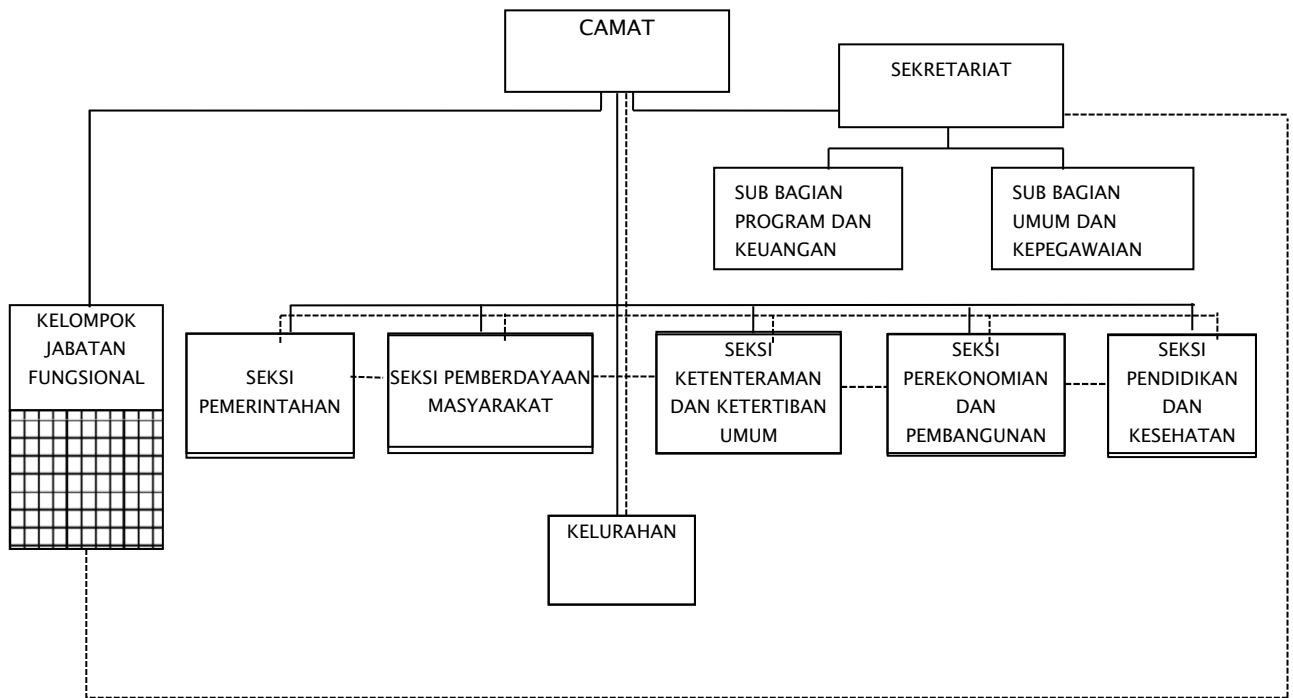 CAMAT
SEKRETARIAT
SUB BAGIAN
PROGRAM DAN
KEUANGAN
SUB BAGIAN
UMUM DAN
KEPEGAWAIAN
KELOMPOK
JABATAN
FUNGSIONAL
SEKSI
PEMERINTAHAN
SEKSI PEMBERDAYAAN
MASYARAKAT
SEKSI
KETENTERAMAN
DAN KETERTIBAN
UMUM
SEKSI
PEREKONOMIAN
DAN
PEMBANGUNAN
SEKSI
PENDIDIKAN
DAN
KESEHATAN
KELURAHAN